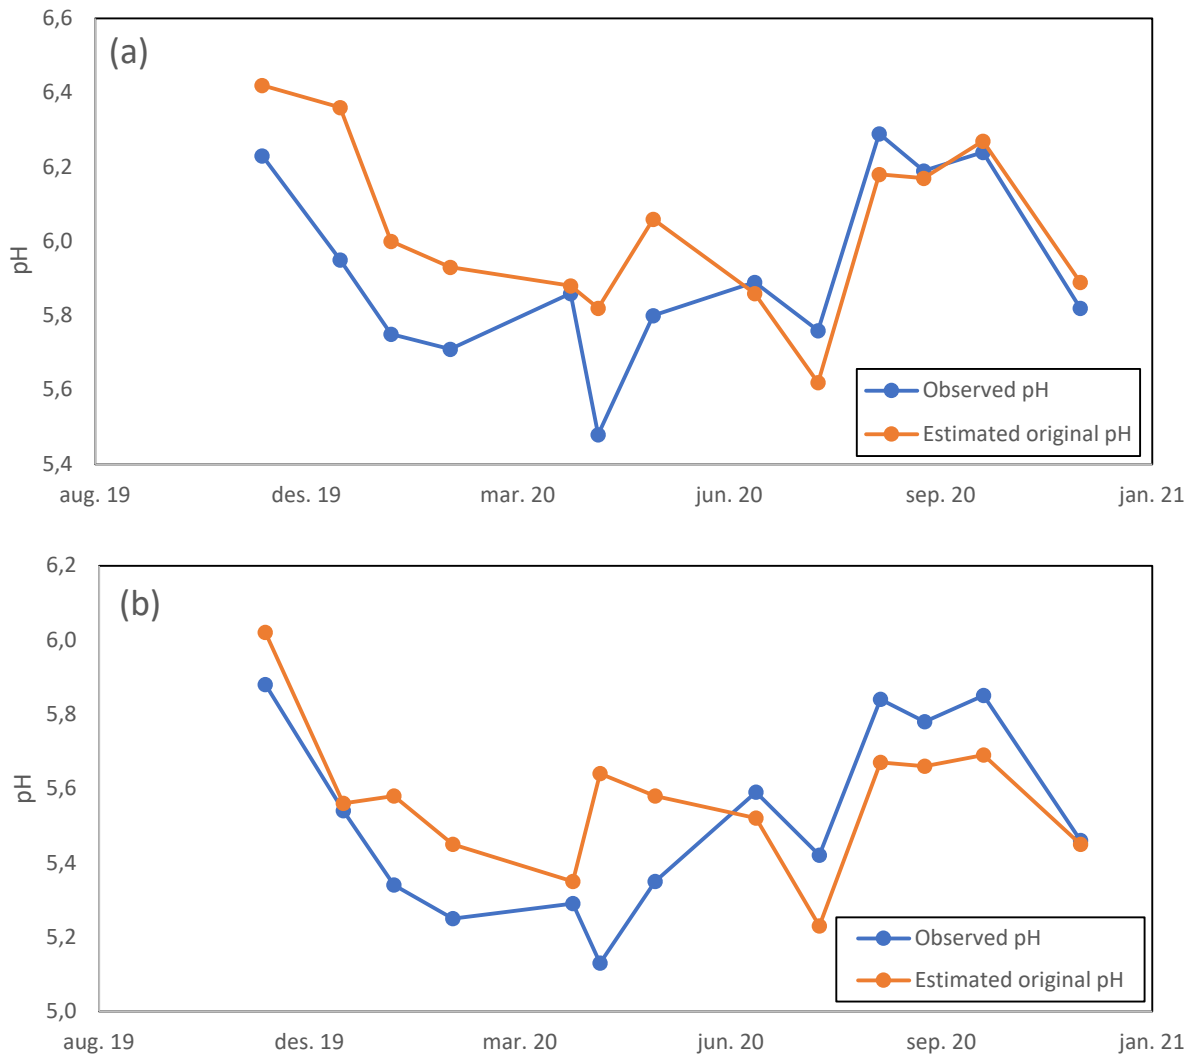 6,6
(a)
6,4
6,2
6,0
pH
5,8
5,6
Observed pH
Estimated original pH
5,4
aug. 19 des. 19 mar. 20 jun. 20 sep. 20 jan. 21
6,2
(b)
6,0
5,8
pH
5,6
5,4
5,2
Observed pH
Estimated original pH
5,0
aug. 19 des. 19 mar. 20 jun. 20 sep. 20 jan. 21